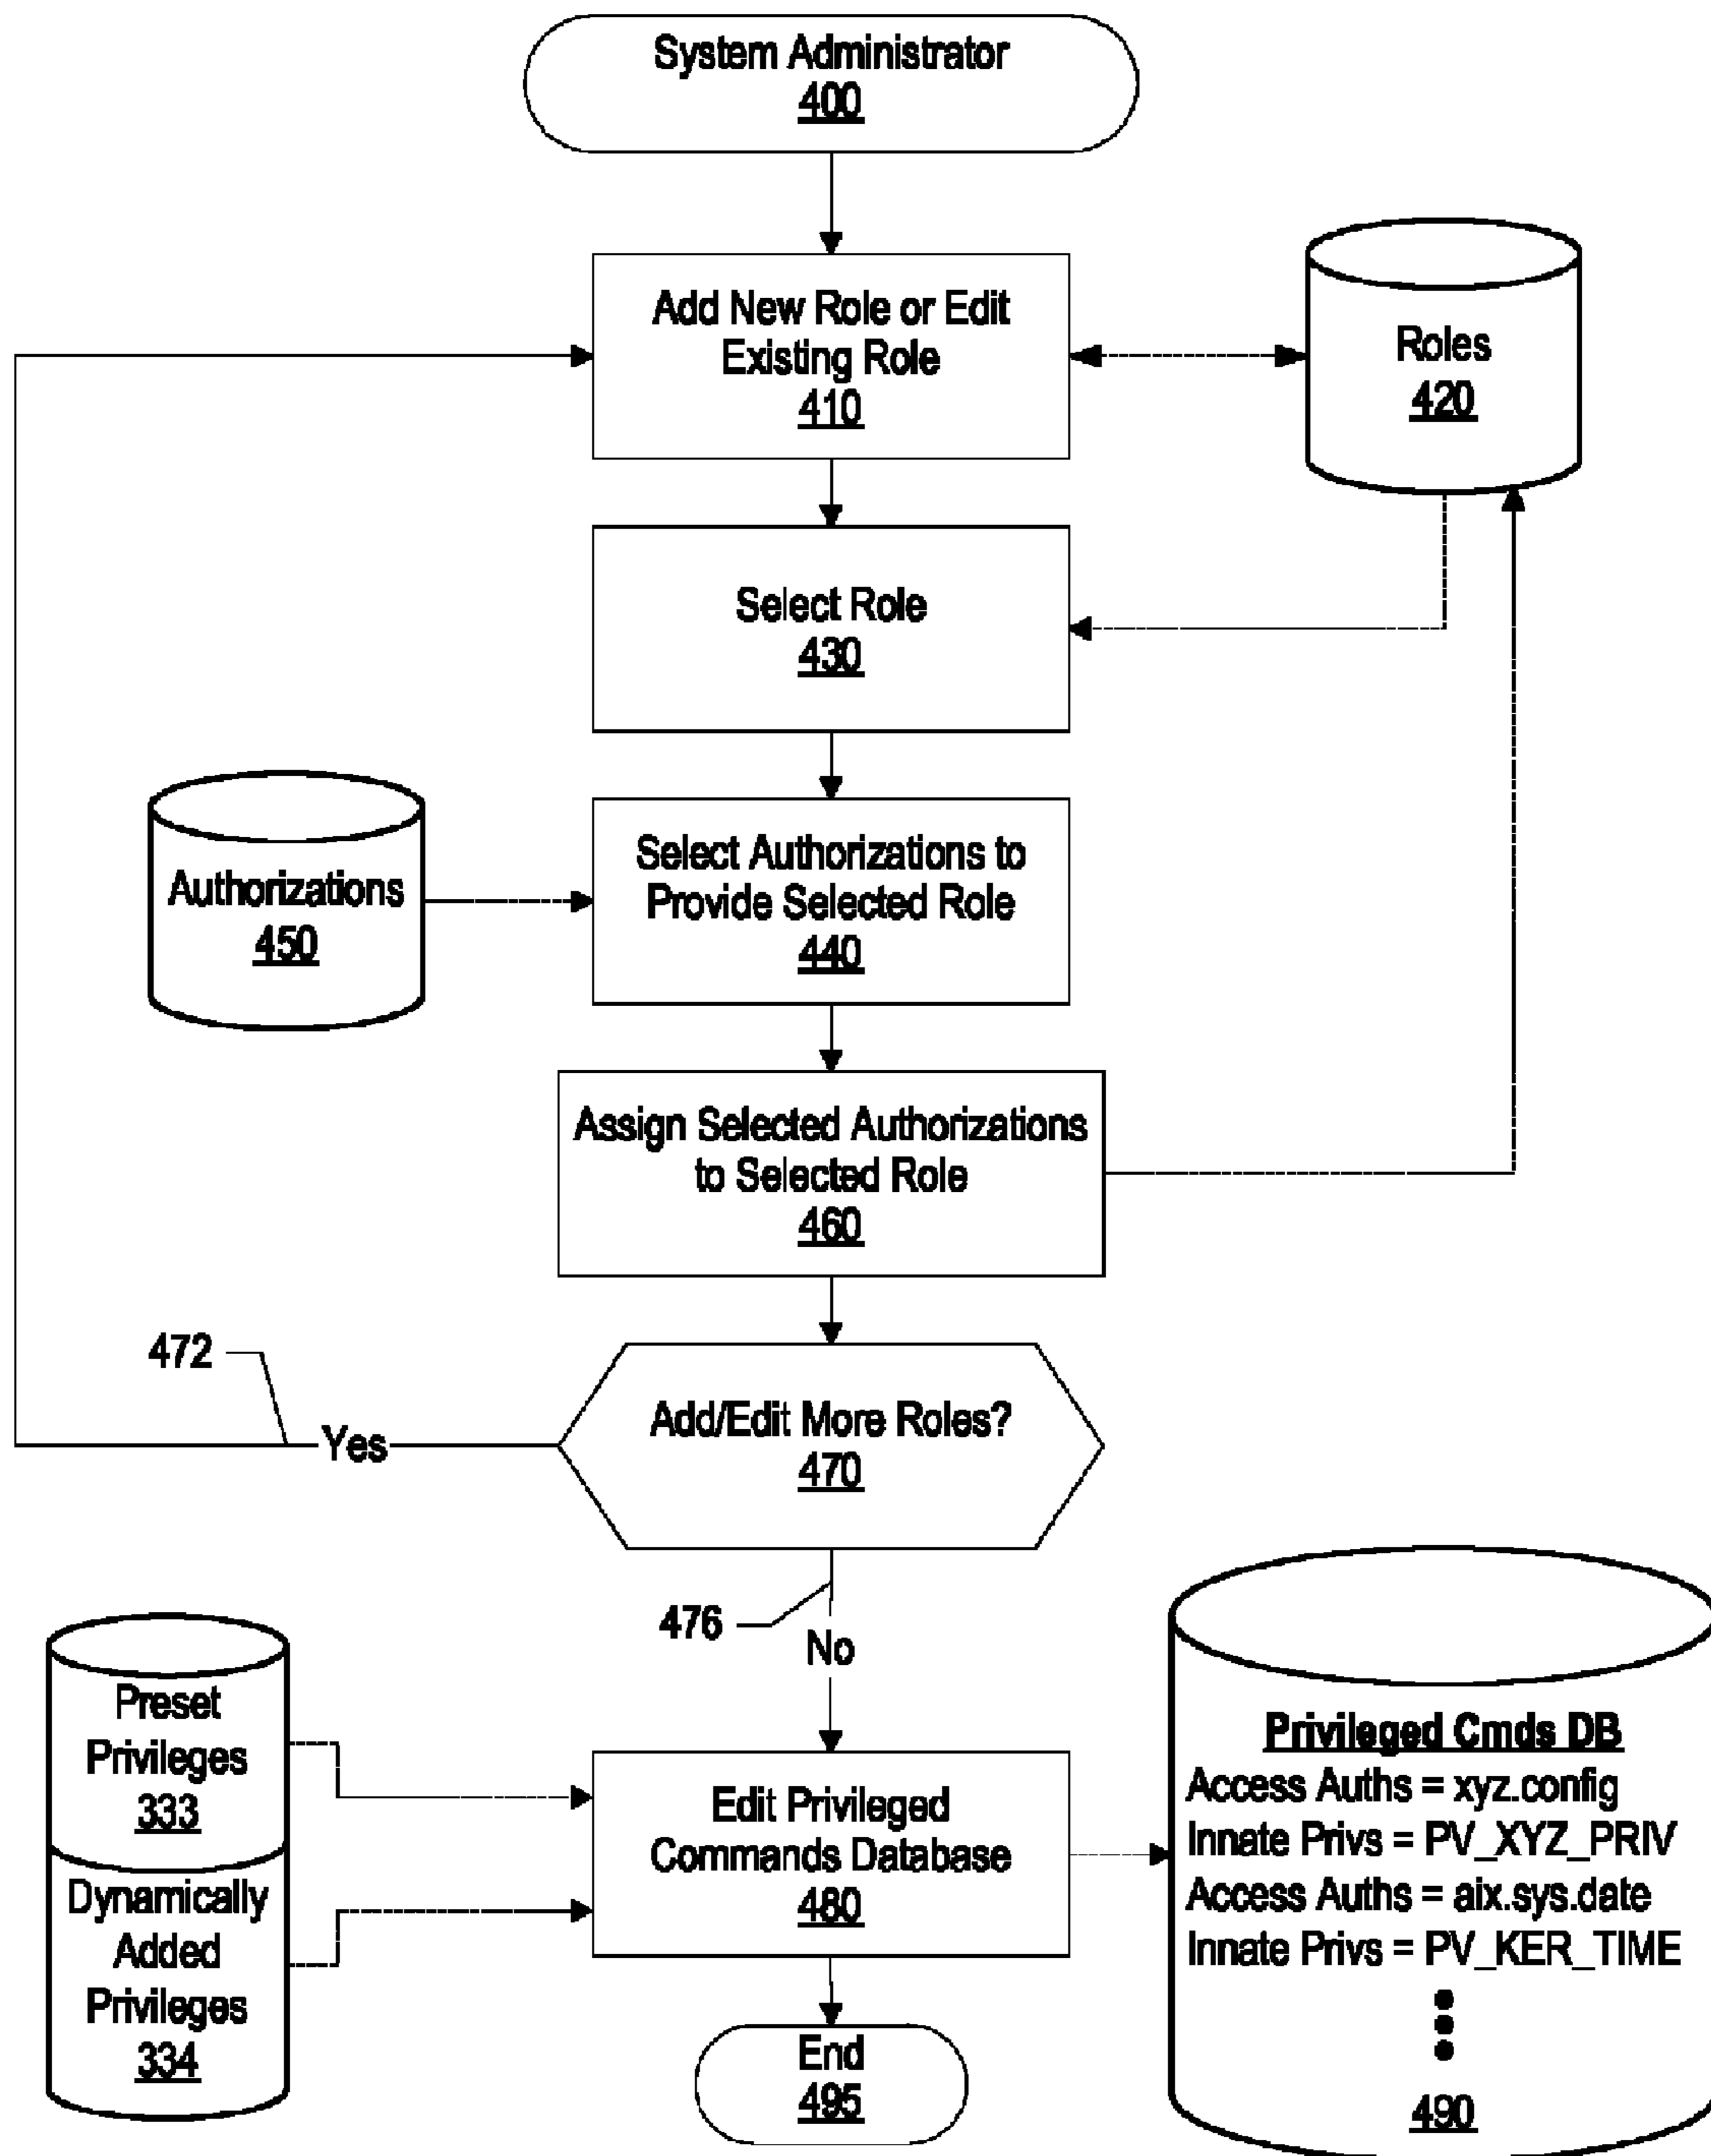 System Administrator
400
Add New Role or Edit
Existing Role
410
Roles
420
Select Role
430
Authorizations
450
Select Authorizations to
Provide Selected Role
440
Assign Selected Authorizations
to Selected Role
460
472
Yes
Add/Edit More Roles?
470
476
No
Preset
Privileges
333
Dynamically
Added
Privileges
334
Edit Privileged
Commands Database
480
Privileged Cmds DB
Access Auths = xyz.config
Innate Privs = PV_XYZ_PRIV
Access Auths = aix.sys.date
Innate Privs = PV_KER_TIME
490
End
495